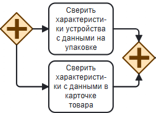 Сверить
характеристи-
ки устройства
с данными на
упаковке
Сверить
характеристи-
ки с данными в
карточке
товара